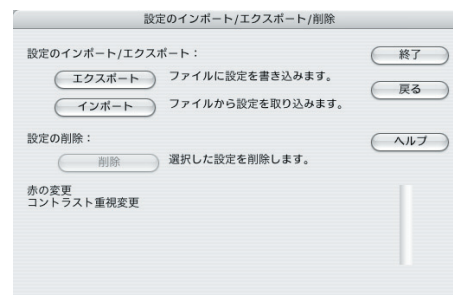 設定のインポート/エクスポート/削除
設定のインポート/エクスポート：
エクスポート ファイルに設定を書き込みます。
インポート ファイルから設定を取り込みます。
設定の削除：
削除 選択した設定を削除します。
赤の変更
コントラスト重視変更
終了
戻る
ヘルプ